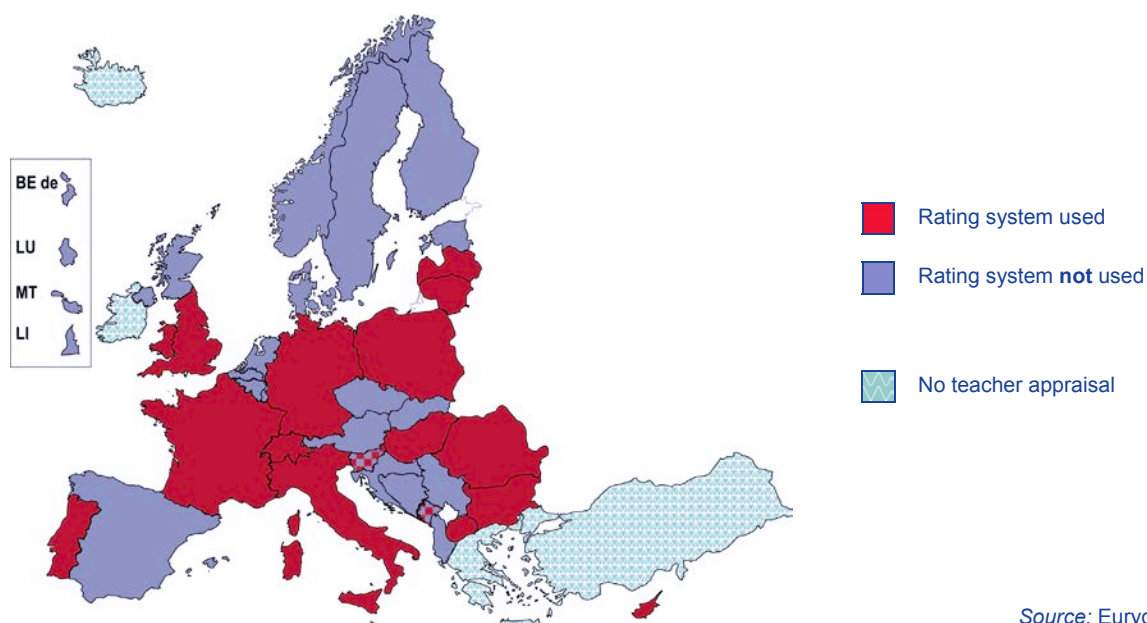 BE de
LU
MT
LI
Rating system used
Rating system not used
No teacher appraisal
Source: